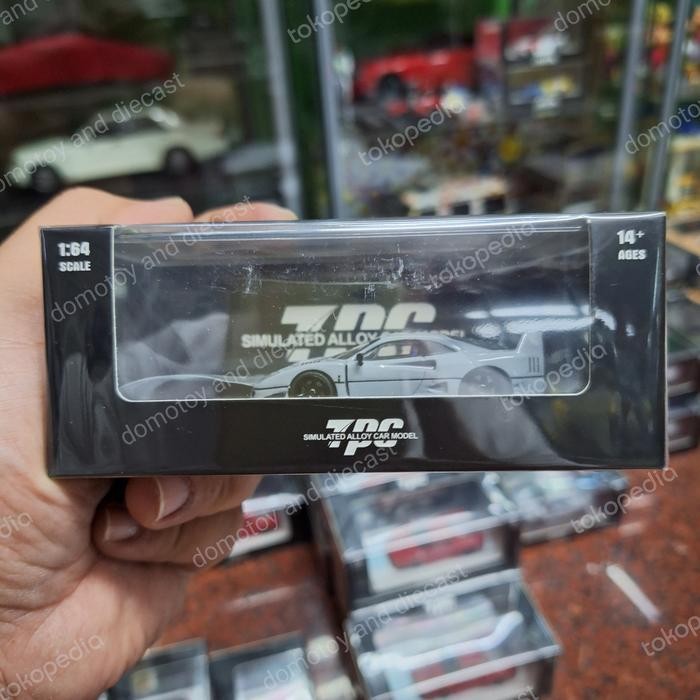 1:64
SCALE
14+
AGES
TPC
SIMULATED ALLOY CAR MODEL
TPC
SIMULATED ALLOY CAR MODEL
domotoy and diecast
tokopedia